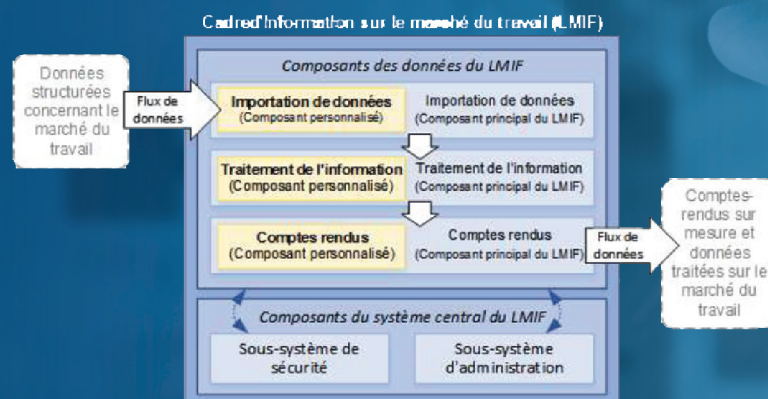 Cadre d'Information sur le marché du travail (LMIF)
Données
structurées
concernant le
marché du
travail
Flux de
données
Composants des données du LMIF
Importation de données
(Composant personnalisé)
Importation de données
(Composant principal du LMIF)
Traitement de l'information
(Composant personnalisé)
Traitement de l'information
(Composant principal du LMIF)
Comptes rendus
(Composant personnalisé)
Comptes rendus
(Composant principal du LMIF)
Flux de
données
Comptes-
rendus sur
mesure et
données
traitées sur le
marché du
travail
Composants du système central du LMIF
Sous-système de
sécurité
Sous-système
d'administration